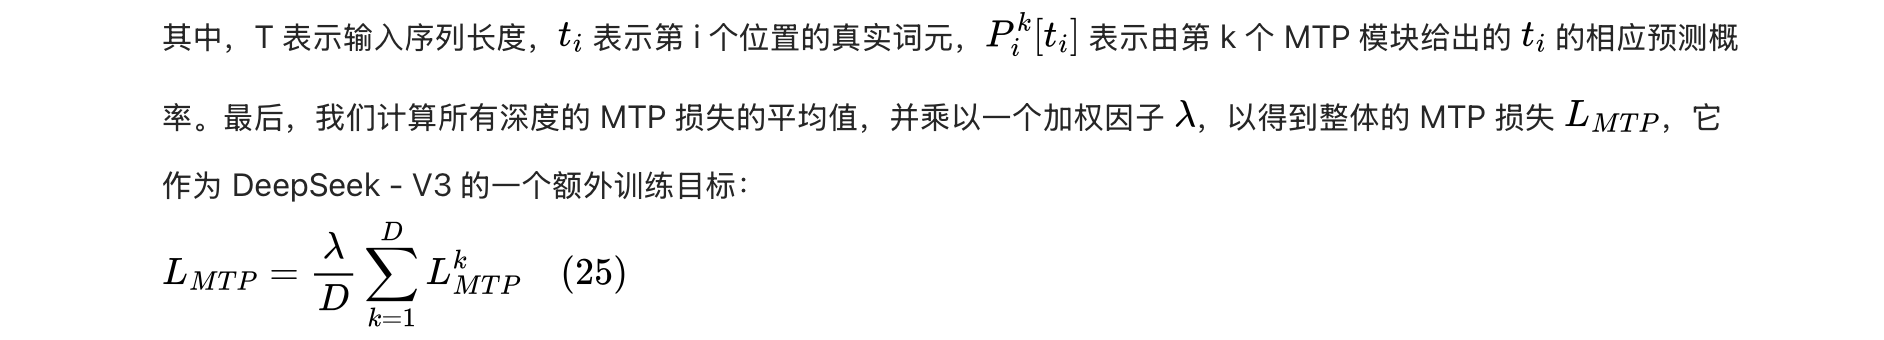 其中，T 表示输入序列长度，$t_i$ 表示第 i 个位置的真实词元，$P_i^k[t_i]$ 表示由第 k 个 MTP 模块给出的 $t_i$ 的相应预测概
率。最后，我们计算所有深度的 MTP 损失的平均值，并乘以一个加权因子 $\lambda$，以得到整体的 MTP 损失 $L_{MTP}$，它
作为 DeepSeek - V3 的一个额外训练目标：
$L_{MTP} = \frac{\lambda}{D} \sum_{k=1}^{D} L_{MTP}^k \quad (25)$